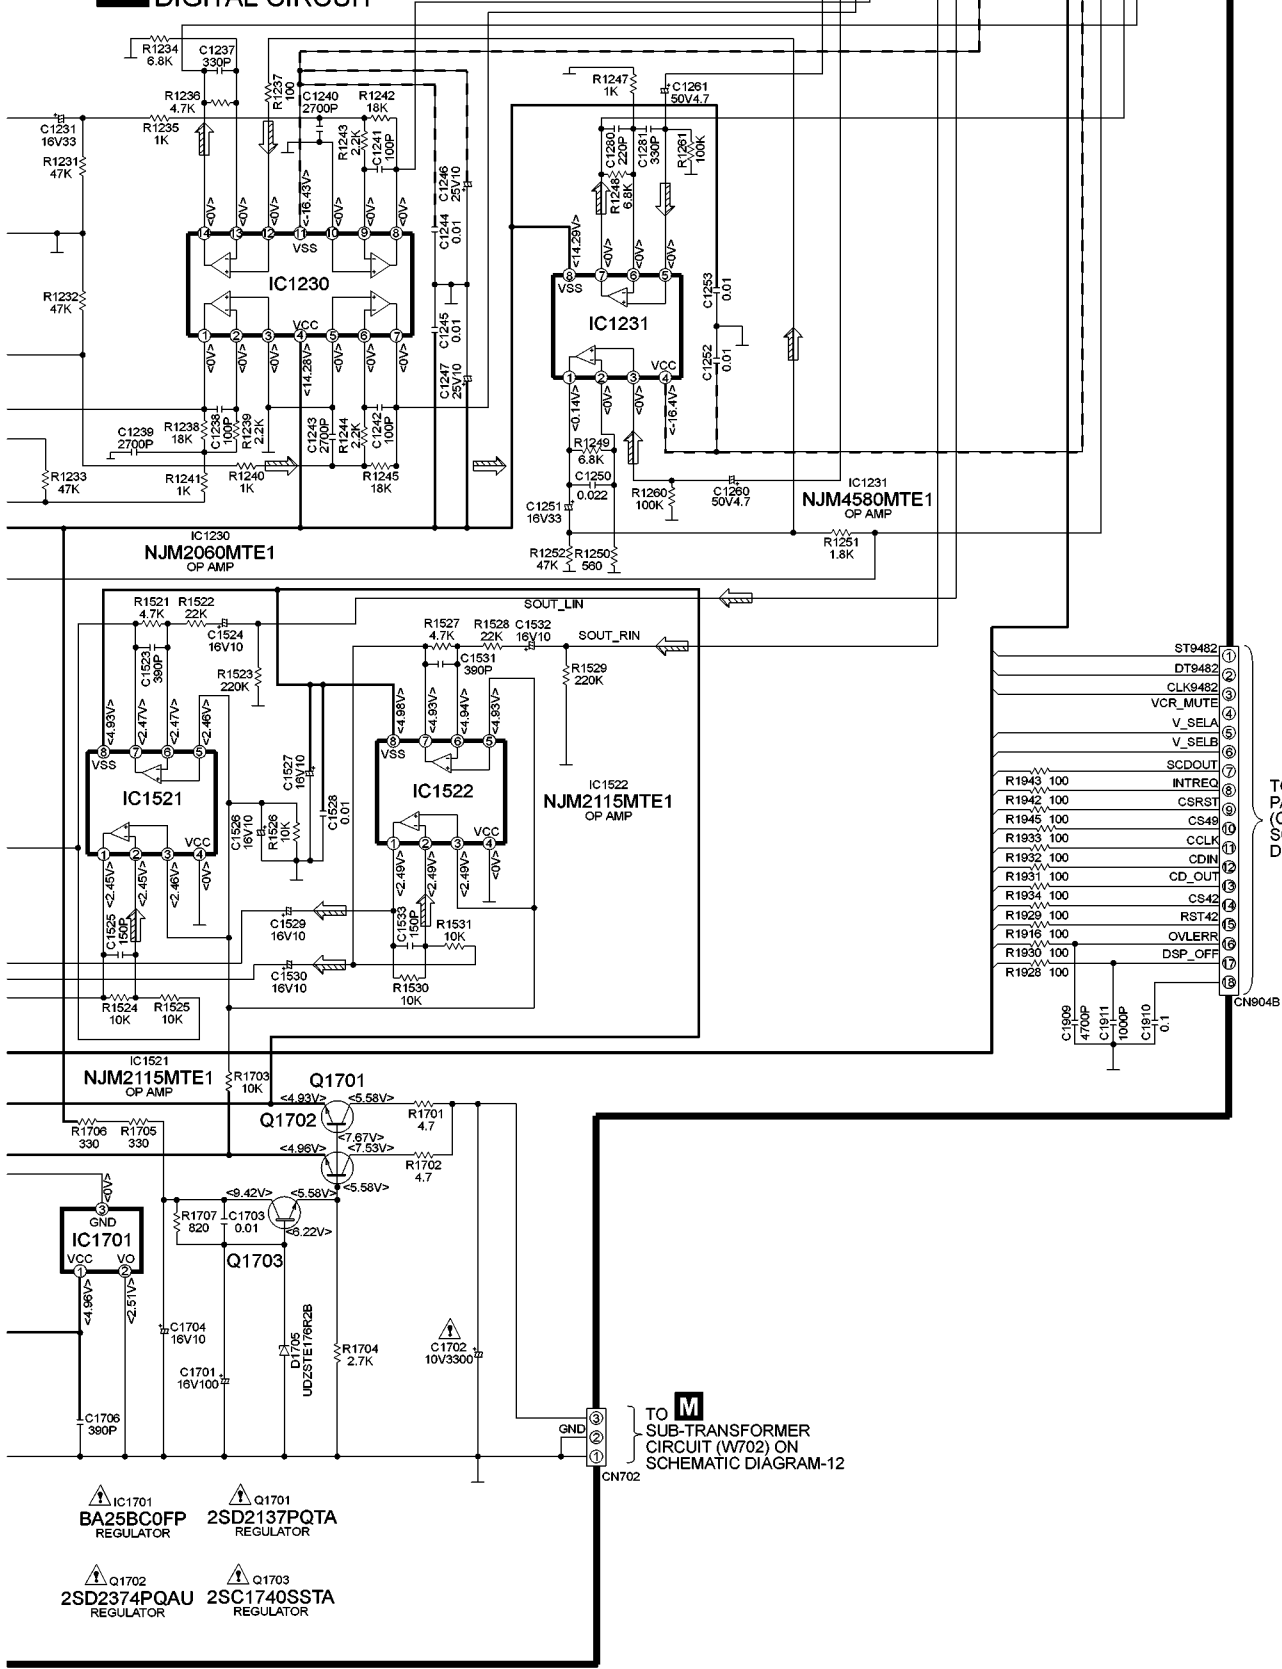 DIGITAL CIRCUIT
R1234
6.8K
C1237
330P
R1237
100
R1236
4.7K
C1240
2700P
R1242
18K
R1247
1K
C1261
50V4.7
C1231
16V33
R1235
1K
R1243
2.2K
C1241
100P
C1280
220P
C1281
330P
R1261
100K
R1231
47K
C1246
25V10
R1248
6.8K
<0V>
<0V>
<0V>
<-16.43V>
<0V>
<0V>
<0V>
C1244
0.01
14 13 12 11 10 9 8
VSS
<14.29V>
<0V>
<0V>
<0V>
8 7 6 5
VSS
IC1230
R1232
47K
C1253
0.01
IC1231
VCC
1 2 3 4 5 6 7
C1245
0.01
<0V>
<0V>
<0V>
<14.28V>
<0V>
<0V>
<0V>
C1252
0.01
VCC
1 2 3 4
C1247
25V10
<0.14V>
<0V>
<0V>
<-16.4V>
C1239
2700P
R1238
18K
C1238
100P
R1239
2.2K
C1243
2700P
R1244
2.2K
C1242
100P
R1249
6.8K
R1233
47K
R1241
1K
R1240
1K
R1245
18K
C1250
0.022
C1251
16V33
R1260
100K
C1260
50V4.7
IC1231
NJM4580MTE1
OP AMP
IC1230
NJM2060MTE1
OP AMP
R1252
47K
R1250
560
R1251
1.8K
R1521
4.7K
R1522
22K
SOUT_LIN
C1524
16V10
R1527
4.7K
R1528
22K
C1532
16V10
SOUT_RIN
C1523
390P
R1523
220K
C1531
390P
R1529
220K
<4.93V>
<2.47V>
<2.47V>
<2.46V>
<4.98V>
<4.93V>
<4.94V>
<4.93V>
8 7 6 5
VSS
8 7 6 5
VSS
IC1521
C1527
16V10
IC1522
C1528
0.01
IC1522
NJM2115MTE1
OP AMP
C1526
16V10
R1526
10K
VCC
1 2 3 4
VCC
1 2 3 4
<2.45V>
<2.45V>
<2.46V>
<0V>
<2.49V>
<2.49V>
<2.49V>
<0V>
C1525
150P
C1529
16V10
C1533
150P
R1531
10K
C1530
16V10
R1530
10K
R1524
10K
R1525
10K
ST9482 1
DT9482 2
CLK9482 3
VCR_MUTE 4
V_SELA 5
V_SELB 6
SCDOUT 7
R1943 100
INTREQ 8
R1942 100
CSRST 9
R1945 100
CS49 10
R1933 100
CCLK 11
R1932 100
CDIN 12
R1931 100
CD_OUT 13
R1934 100
CS42 14
R1929 100
RST42 15
R1916 100
OVLERR 16
R1930 100
DSP_OFF 17
R1928 100
18
CN904B
C1909
4700P
C1911
1000P
C1910
0.1
IC1521
NJM2115MTE1
OP AMP
R1703
10K
Q1701
<4.93V>
<5.58V>
Q1702
R1701
4.7
R1706
330
R1705
330
<7.67V>
<4.96V>
<7.53V>
R1702
4.7
<5.58V>
<0V>
3
GND
IC1701
VCC VO
1 2
<9.42V>
<5.58V>
R1707
820
C1703
0.01
<6.22V>
Q1703
<4.96V>
<2.51V>
C1704
16V10
C1701
16V100
D1705
UDZSTE176R2B
R1704
2.7K
C1702
10V3300
C1706
390P
3
GND 2
1
CN702
TO M
SUB-TRANSFORMER
CIRCUIT (W702) ON
SCHEMATIC DIAGRAM-12
IC1701
BA25BC0FP
REGULATOR
Q1701
2SD2137PQTA
REGULATOR
Q1702
2SD2374PQAU
REGULATOR
Q1703
2SC1740SSTA
REGULATOR